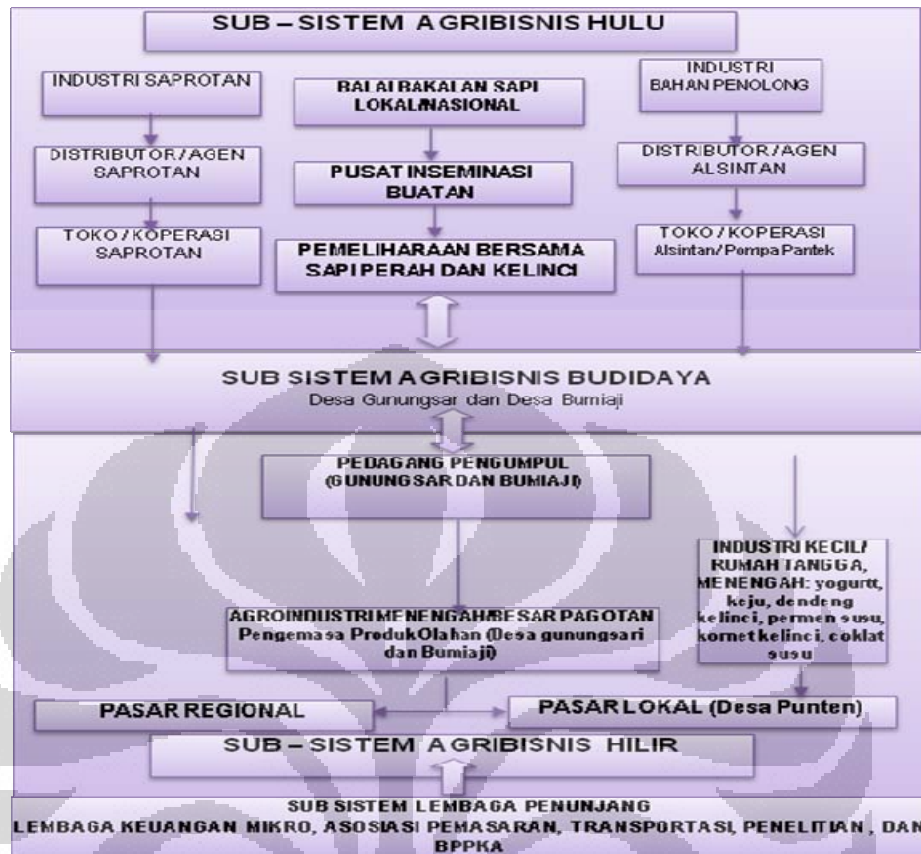 SUB – SISTEM AGRIBISNIS HULU
INDUSTRI SAPROTAN
DISTRIBUTOR / AGEN
SAPROTAN
TOKO / KOPERASI
SAPROTAN
BALAI BAKALAN SAPI
LOKAL/NASIONAL
PUSAT INSEMINASI
BUATAN
PEMELIHARAAN BERSAMA
SAPI PERAH DAN KELINCI
INDUSTRI
BAHAN PENOLONG
DISTRIBUTOR / AGEN
ALSINTAN
TOKO / KOPERASI
Alsintan/ Pompa Pantek
SUB SISTEM AGRIBISNIS BUDIDAYA
Desa Gunungsar dan Desa Bumiaji
PEDAGANG PENGUMPUL
(GUNUNGSAR DAN BUMIAJI)
AGROINDUSTRI MENENGAH/BESAR PAGOTAN
Pengemasa Produk Olahan (Desa gunungsari
dan Bumiaji)
INDUSTRI KECIL/
RUMAH TANGGA,
MENENGAH: yogurtt,
keju, dendeng
kelinci, permen susu,
kornet kelinci, coklat
susu
PASAR REGIONAL
PASAR LOKAL (Desa Punten)
SUB – SISTEM AGRIBISNIS HILIR
SUB SISTEM LEMBAGA PENUNJANG
LEMBAGA KEUANGAN MIKRO, ASOSIASI PEMASARAN, TRANSPORTASI, PENELITIAN , DAN
BPPKA